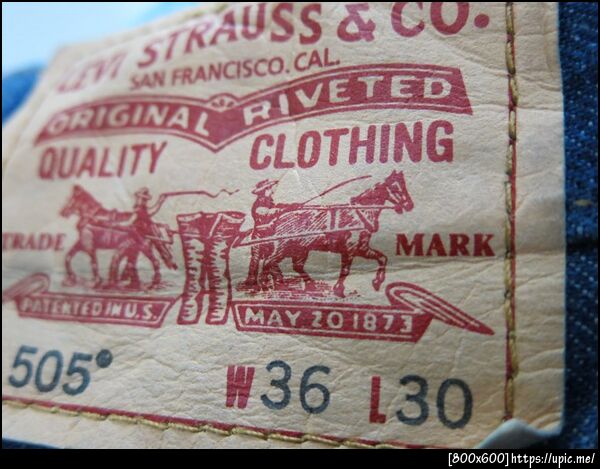 LEVI STRAUSS & CO.
SAN FRANCISCO. CAL.
ORIGINAL RIVETED
QUALITY CLOTHING
TRADE MARK
PATENTED IN U.S. MAY 20 1873
505® W36 L30
[800x600]https://upic.me/